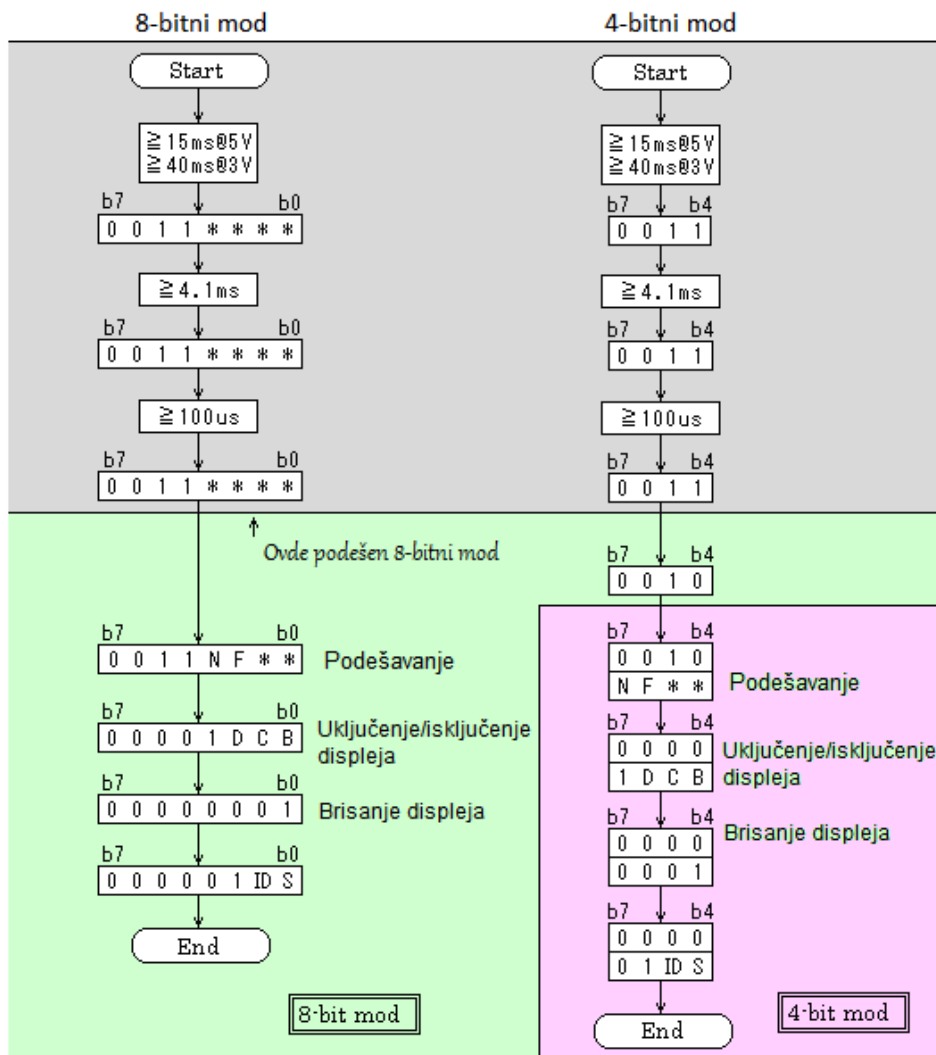 8-bitni mod
Start
≧15ms@5V
≧40ms@3V
b7 b0
0 0 1 1 * * * *
≧4.1ms
b7 b0
0 0 1 1 * * * *
≧100us
b7 b0
0 0 1 1 * * * *
Ovde podešen 8-bitni mod
b7 b0
0 0 1 1 N F * *
Podešavanje
b7 b0
0 0 0 0 1 D C B
Uključenje/isključenje
displeja
b7 b0
0 0 0 0 0 0 0 1
Brisanje displeja
b7 b0
0 0 0 0 0 1 ID S
End
8-bit mod
4-bitni mod
Start
≧15ms@5V
≧40ms@3V
b7 b4
0 0 1 1
≧4.1ms
b7 b4
0 0 1 1
≧100us
b7 b4
0 0 1 1
b7 b4
0 0 1 0
b7 b4
0 0 1 0
N F * *
Podešavanje
b7 b4
0 0 0 0
1 D C B
Uključenje/isključenje
displeja
b7 b4
0 0 0 0
0 0 0 1
Brisanje displeja
b7 b4
0 0 0 0
0 1 ID S
End
4-bit mod